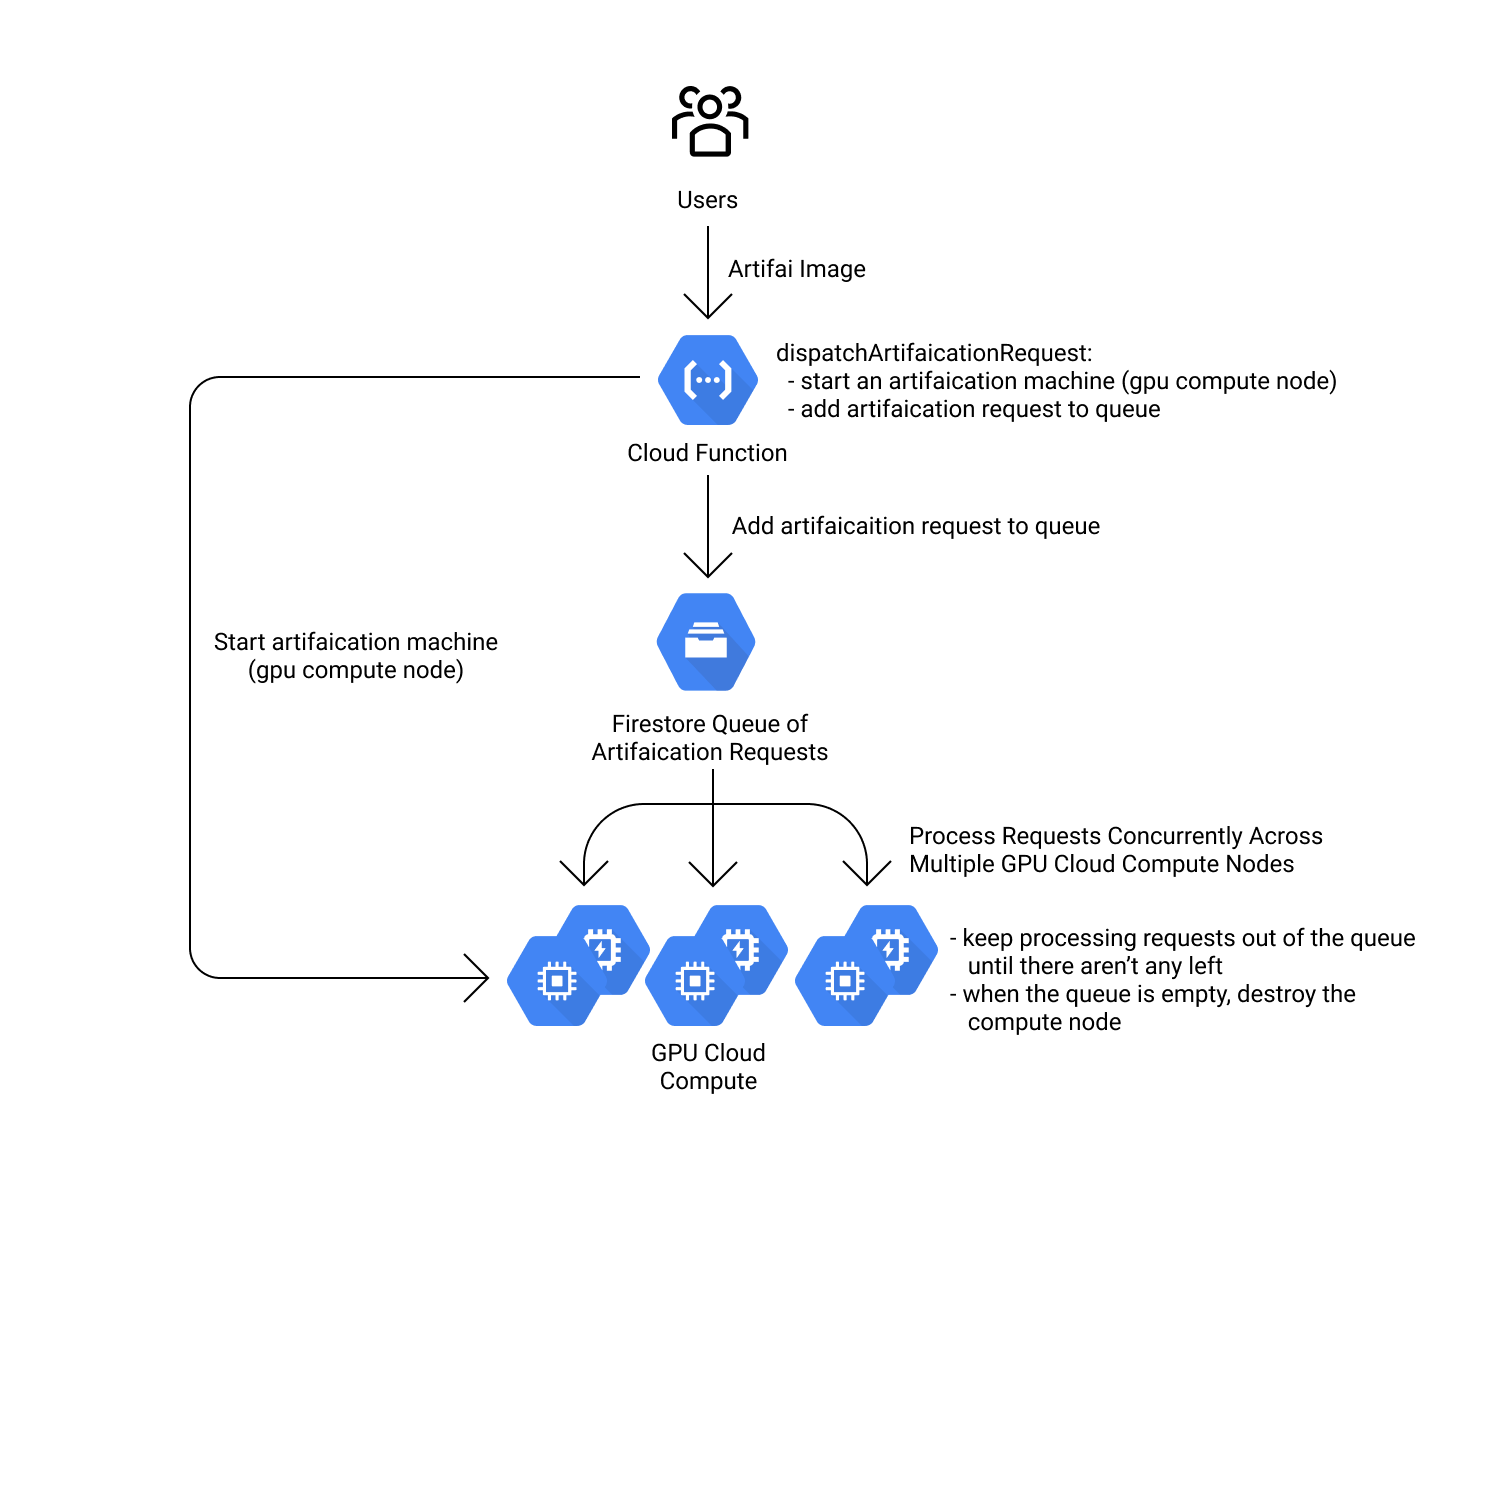 Users
Artifai Image
dispatchArtifaicationRequest:
- start an artifaication machine (gpu compute node)
- add artifaication request to queue
Cloud Function
Add artifaicaition request to queue
Start artifaication machine
(gpu compute node)
Firestore Queue of
Artifaication Requests
Process Requests Concurrently Across
Multiple GPU Cloud Compute Nodes
- keep processing requests out of the queue
until there aren’t any left
- when the queue is empty, destroy the
compute node
GPU Cloud
Compute